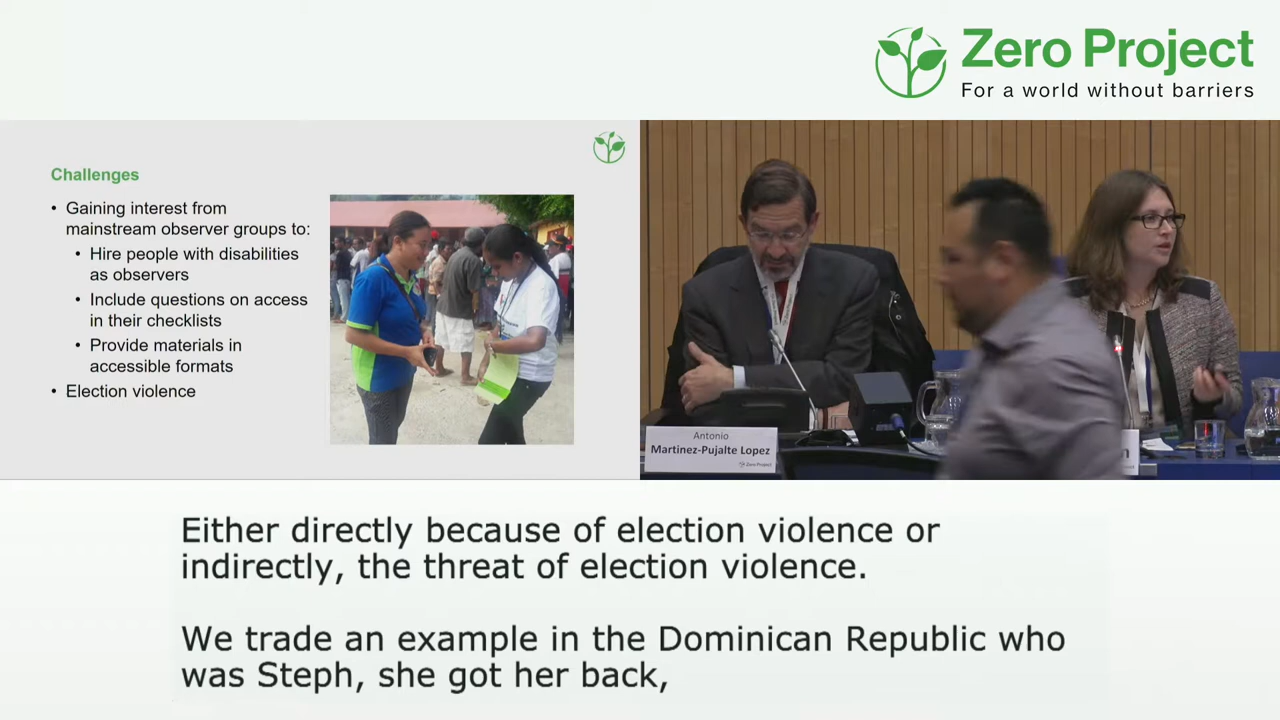 Zero Project
For a world without barriers
Challenges
• Gaining interest from
mainstream observer groups to:
• Hire people with disabilities
as observers
• Include questions on access
in their checklists
• Provide materials in
accessible formats
• Election violence
Antonio
Martinez-Pujalte Lopez
Zero Project
Either directly because of election violence or
indirectly, the threat of election violence.
We trade an example in the Dominican Republic who
was Steph, she got her back,